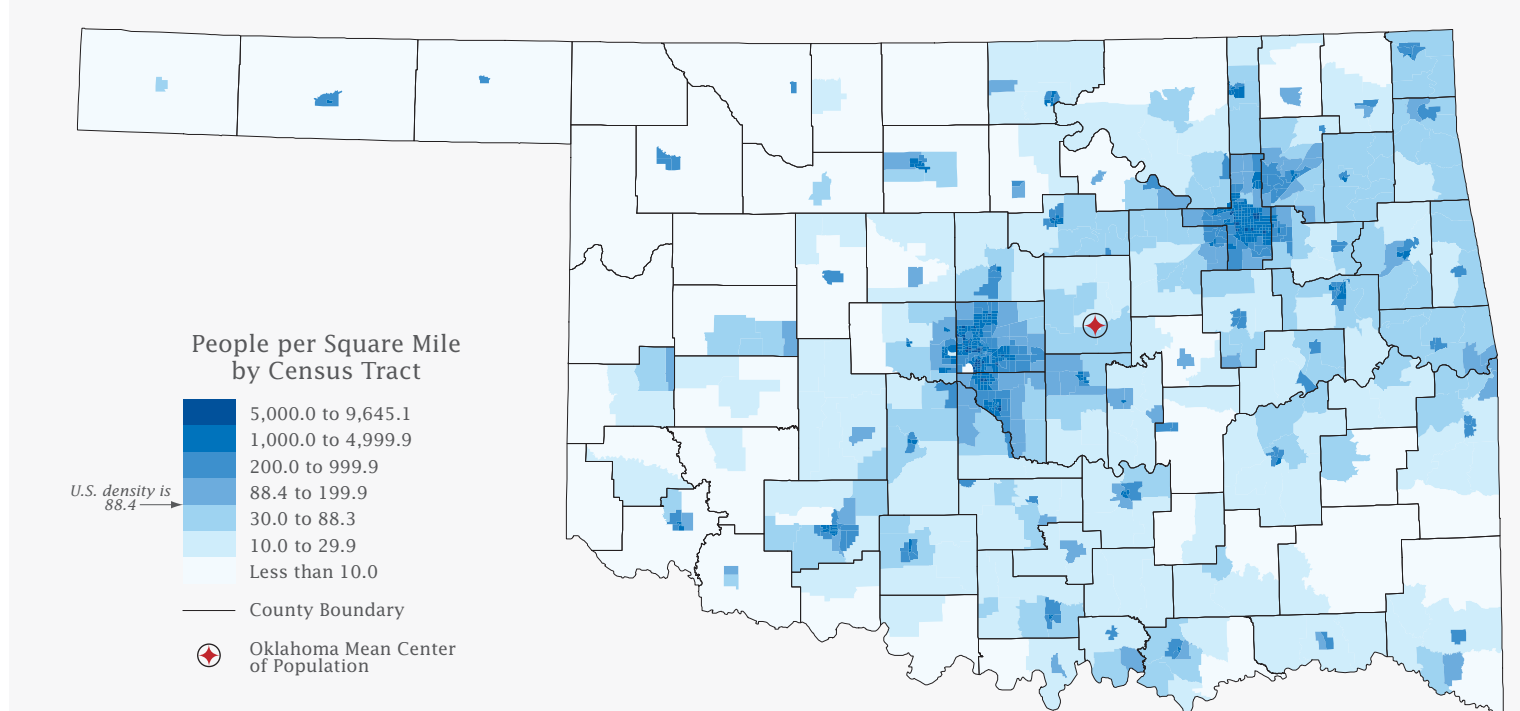 People per Square Mile
by Census Tract
5,000.0 to 9,645.1
1,000.0 to 4,999.9
200.0 to 999.9
88.4 to 199.9
30.0 to 88.3
10.0 to 29.9
Less than 10.0
U.S. density is
88.4
County Boundary
Oklahoma Mean Center
of Population